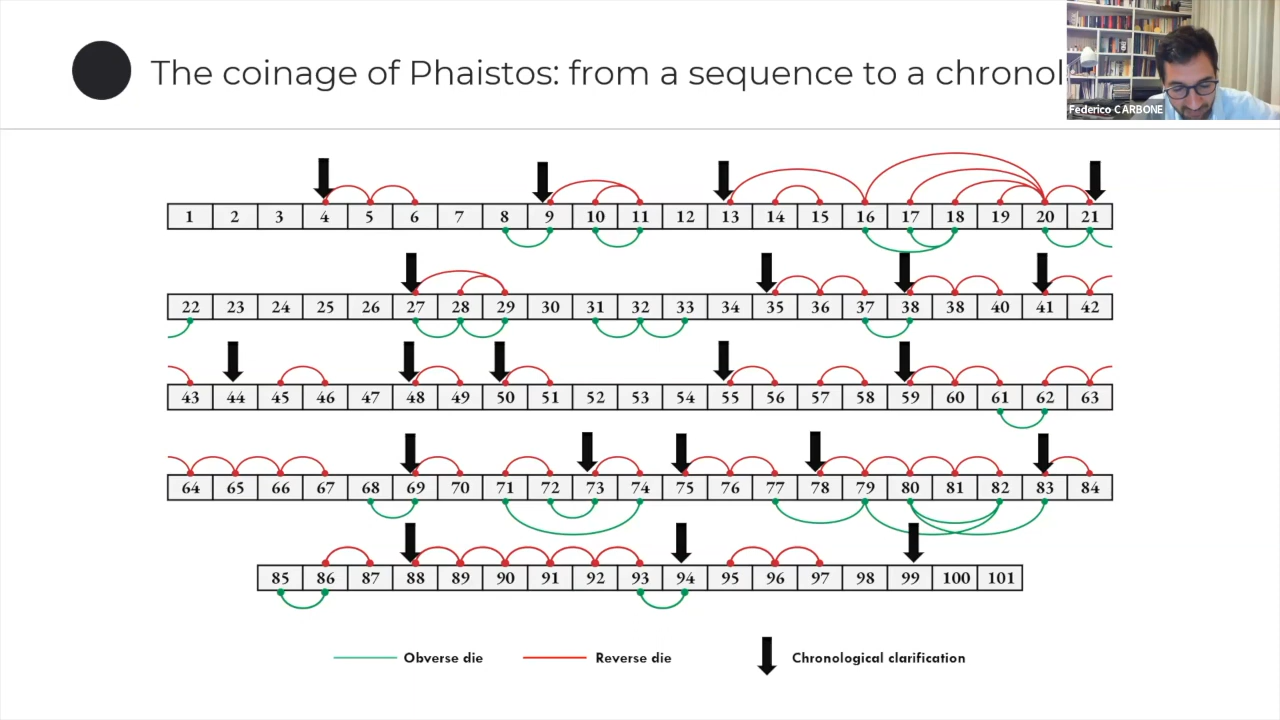 The coinage of Phaistos: from a sequence to a chronol
Federico CARBONE
1 2 3 4 5 6 7 8 9 10 11 12 13 14 15 16 17 18 19 20 21
22 23 24 25 26 27 28 29 30 31 32 33 34 35 36 37 38 38 40 41 42
43 44 45 46 47 48 49 50 51 52 53 54 55 56 57 58 59 60 61 62 63
64 65 66 67 68 69 70 71 72 73 74 75 76 77 78 79 80 81 82 83 84
85 86 87 88 89 90 91 92 93 94 95 96 97 98 99 100 101
Obverse die Reverse die Chronological clarification